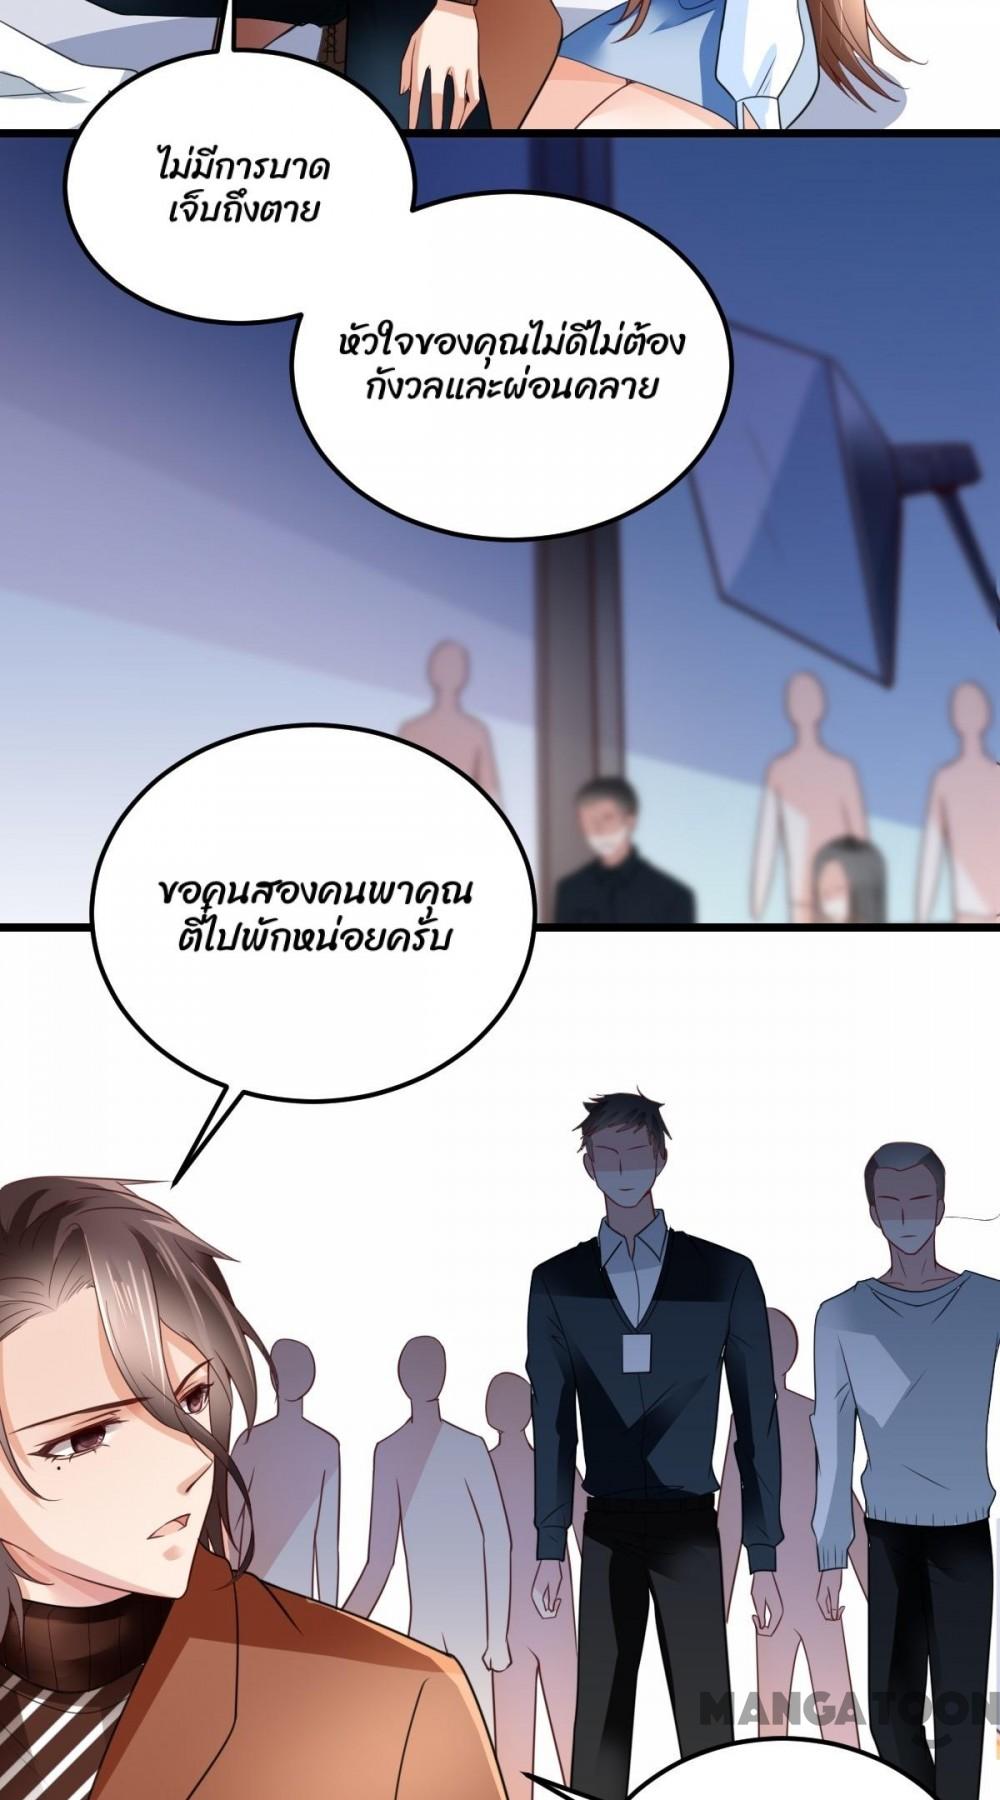 ไม่มีการบาด
เจ็บถึงตาย
หัวใจของคุณไม่ดีไม่ต้อง
กังวลและผ่อนคลาย
ขอคนสองคนพาคุณ
ตี๋ไปพักหน่อยครับ
MANGATOON